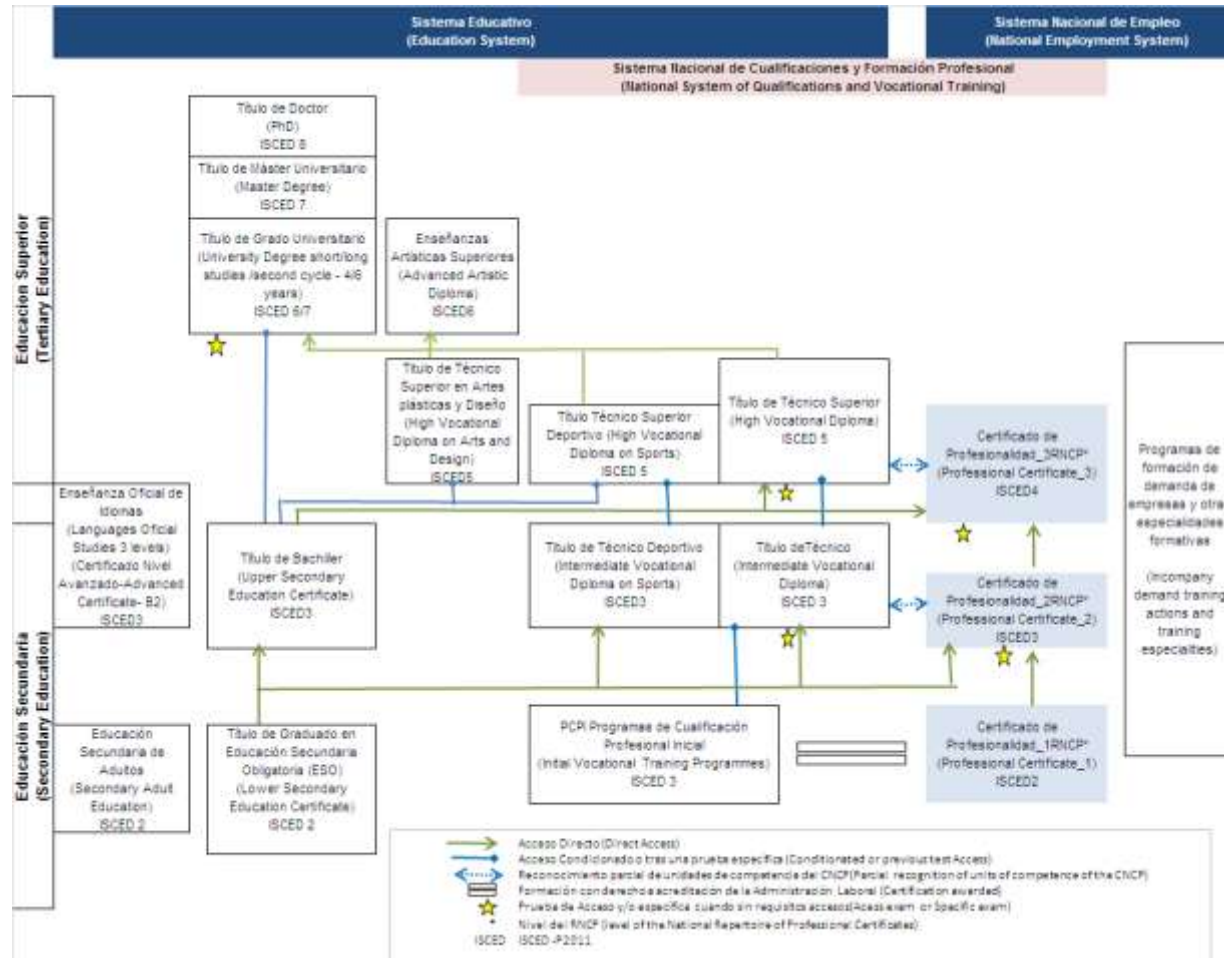 Sistema Educativo
(Education System)
Sistema Nacional de Empleo
(National Employment System)
Sistema Nacional de Cualificaciones y Formación Profesional
(National System of Qualifications and Vocational Training)
Educacion Superior
(Tertiary Education)
Título de Doctor
(PhD)
ISCED 8
Título de Máster Universitario
(Master Degree)
ISCED 7
Título de Grado Universitario
(University Degree short/long
studies /second cycle - 4/6
years)
ISCED 6/7
Enseñanzas
Artísticas Superiores
(Advanced Artistic
Diploma)
ISCED6
Título de Técnico
Superior en Artes
plásticas y Diseño
(High Vocational
Diploma on Arts and
Design)
ISCED5
Título Técnico Superior
Deportivo (High Vocational
Diploma on Sports)
ISCED 5
Título de Técnico Superior
(High Vocational Diploma)
ISCED 5
Certificado de
Profesionalidad_3RNCP*
(Professional Certificate_3)
ISCED4
Programas de
formación de
demanda de
empresas y otras
especialidades
formativas
(Incompany
demand training
actions and
training
especialties)
Educación Secundaria
(Secondary Education)
Enseñanza Oficial de
Idiomas
(Languages Oficial
Studies 3 levels)
(Certificado Nivel
Avanzado-Advanced
Certificate- B2)
ISCED3
Título de Bachiller
(Upper Secondary
Education Certificate)
ISCED3
Título de Técnico Deportivo
(Intermediate Vocational
Diploma on Sports)
ISCED3
Título deTécnico
(Intermediate Vocational
Diploma)
ISCED 3
Certificado de
Profesionalidad_2RNCP*
(Professional Certificate_2)
ISCED3
Educación
Secundaria de
Adultos
(Secondary Adult
Education)
ISCED 2
Título de Graduado en
Educación Secundaria
Obligatoria (ESO)
(Lower Secondary
Education Certificate)
ISCED 2
PCPI Programas de Cualificación
Profesional Inicial
(Initial Vocational Training Programmes)
ISCED 3
Certificado de
Profesionalidad_1RNCP*
(Professional Certificate_1)
ISCED2
Acceso Directo (Direct Access)
Acceso Condicionado o tras una prueba específica (Conditionated or previous test Access)
Reconocimiento parcial de unidades de competencia del CNCP(Parcial recognition of units of competence of the CNCP)
Formación con derecho a acreditación de la Administración Laboral (Certification awarded)
Prueba de Acceso y/o específica cuando sin requisitos accesos(Acess exam or Specific exam)
* Nivel del RNCP (level of the National Repertoire of Professional Certificates)
ISCED ISCED-P2011